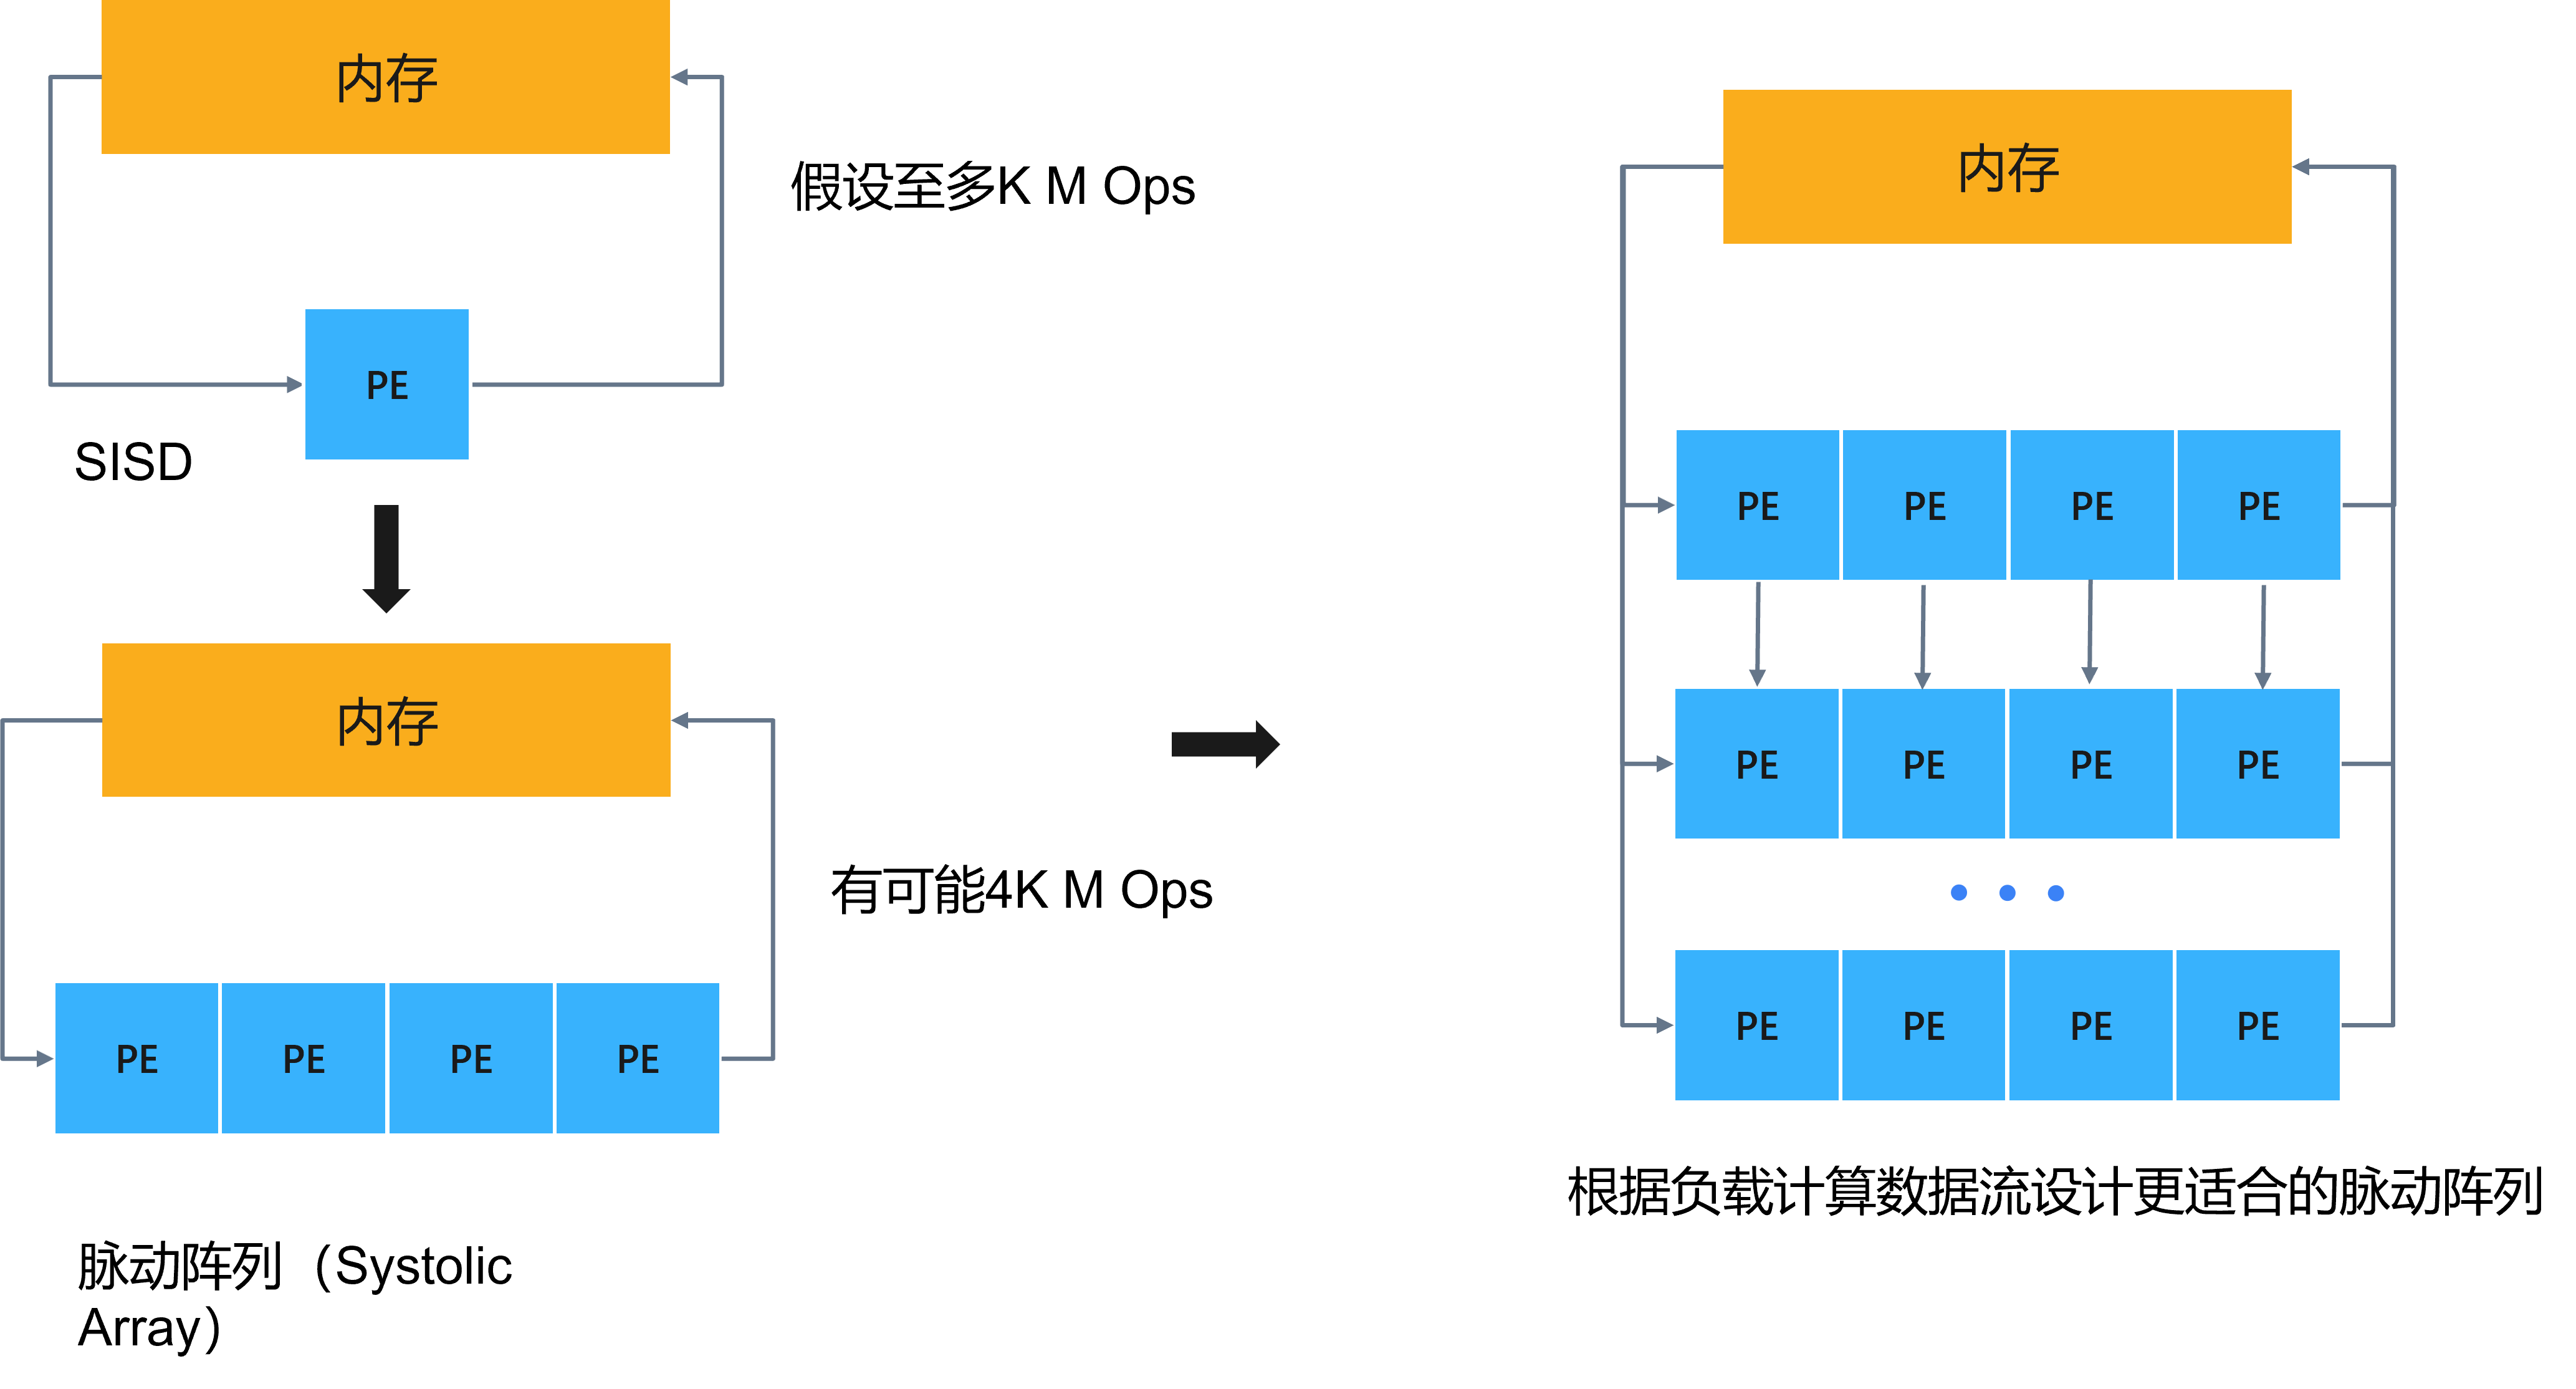 内存
假设至多K M Ops
PE
SISD
内存
有可能4K M Ops
PE PE PE PE
脉动阵列（Systolic
Array）
内存
PE PE PE PE
PE PE PE PE
PE PE PE PE
根据负载计算数据流设计更适合的脉动阵列